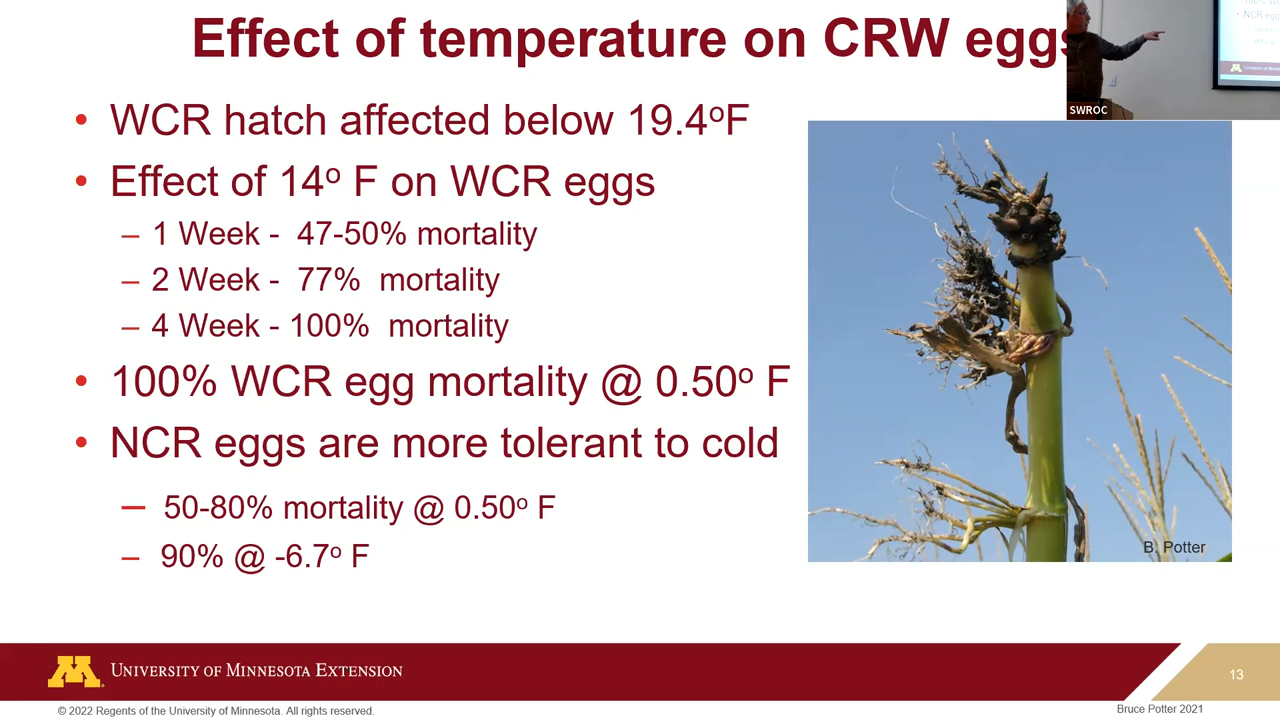 Effect of temperature on CRW eggs
• WCR hatch affected below 19.4ºF
• Effect of 14º F on WCR eggs
– 1 Week - 47-50% mortality
– 2 Week - 77% mortality
– 4 Week - 100% mortality
• 100% WCR egg mortality @ 0.50º F
• NCR eggs are more tolerant to cold
– 50-80% mortality @ 0.50º F
– 90% @ -6.7º F
SWROC
B. Potter
M UNIVERSITY OF MINNESOTA EXTENSION
13
© 2022 Regents of the University of Minnesota. All rights reserved.
Bruce Potter 2021